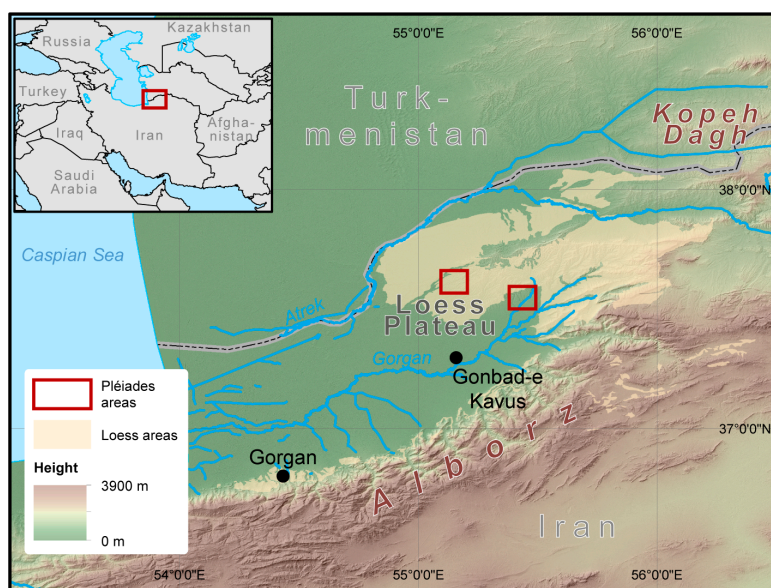 Russia
Kazakhstan
Turkey
Iraq
Iran
Afgha-
nistan
Saudi
Arabia
55°0'0"E
56°0'0"E
Turk-
menistan
Kopeh
Dagh
38°0'0"N
Caspian Sea
Atrek
Loess
Plateau
Gorgan
Gonbad-e
Kavus
Pléiades
areas
Loess areas
Height
3900 m
0 m
37°0'0"N
Gorgan
Alborz
Iran
54°0'0"E
55°0'0"E
56°0'0"E